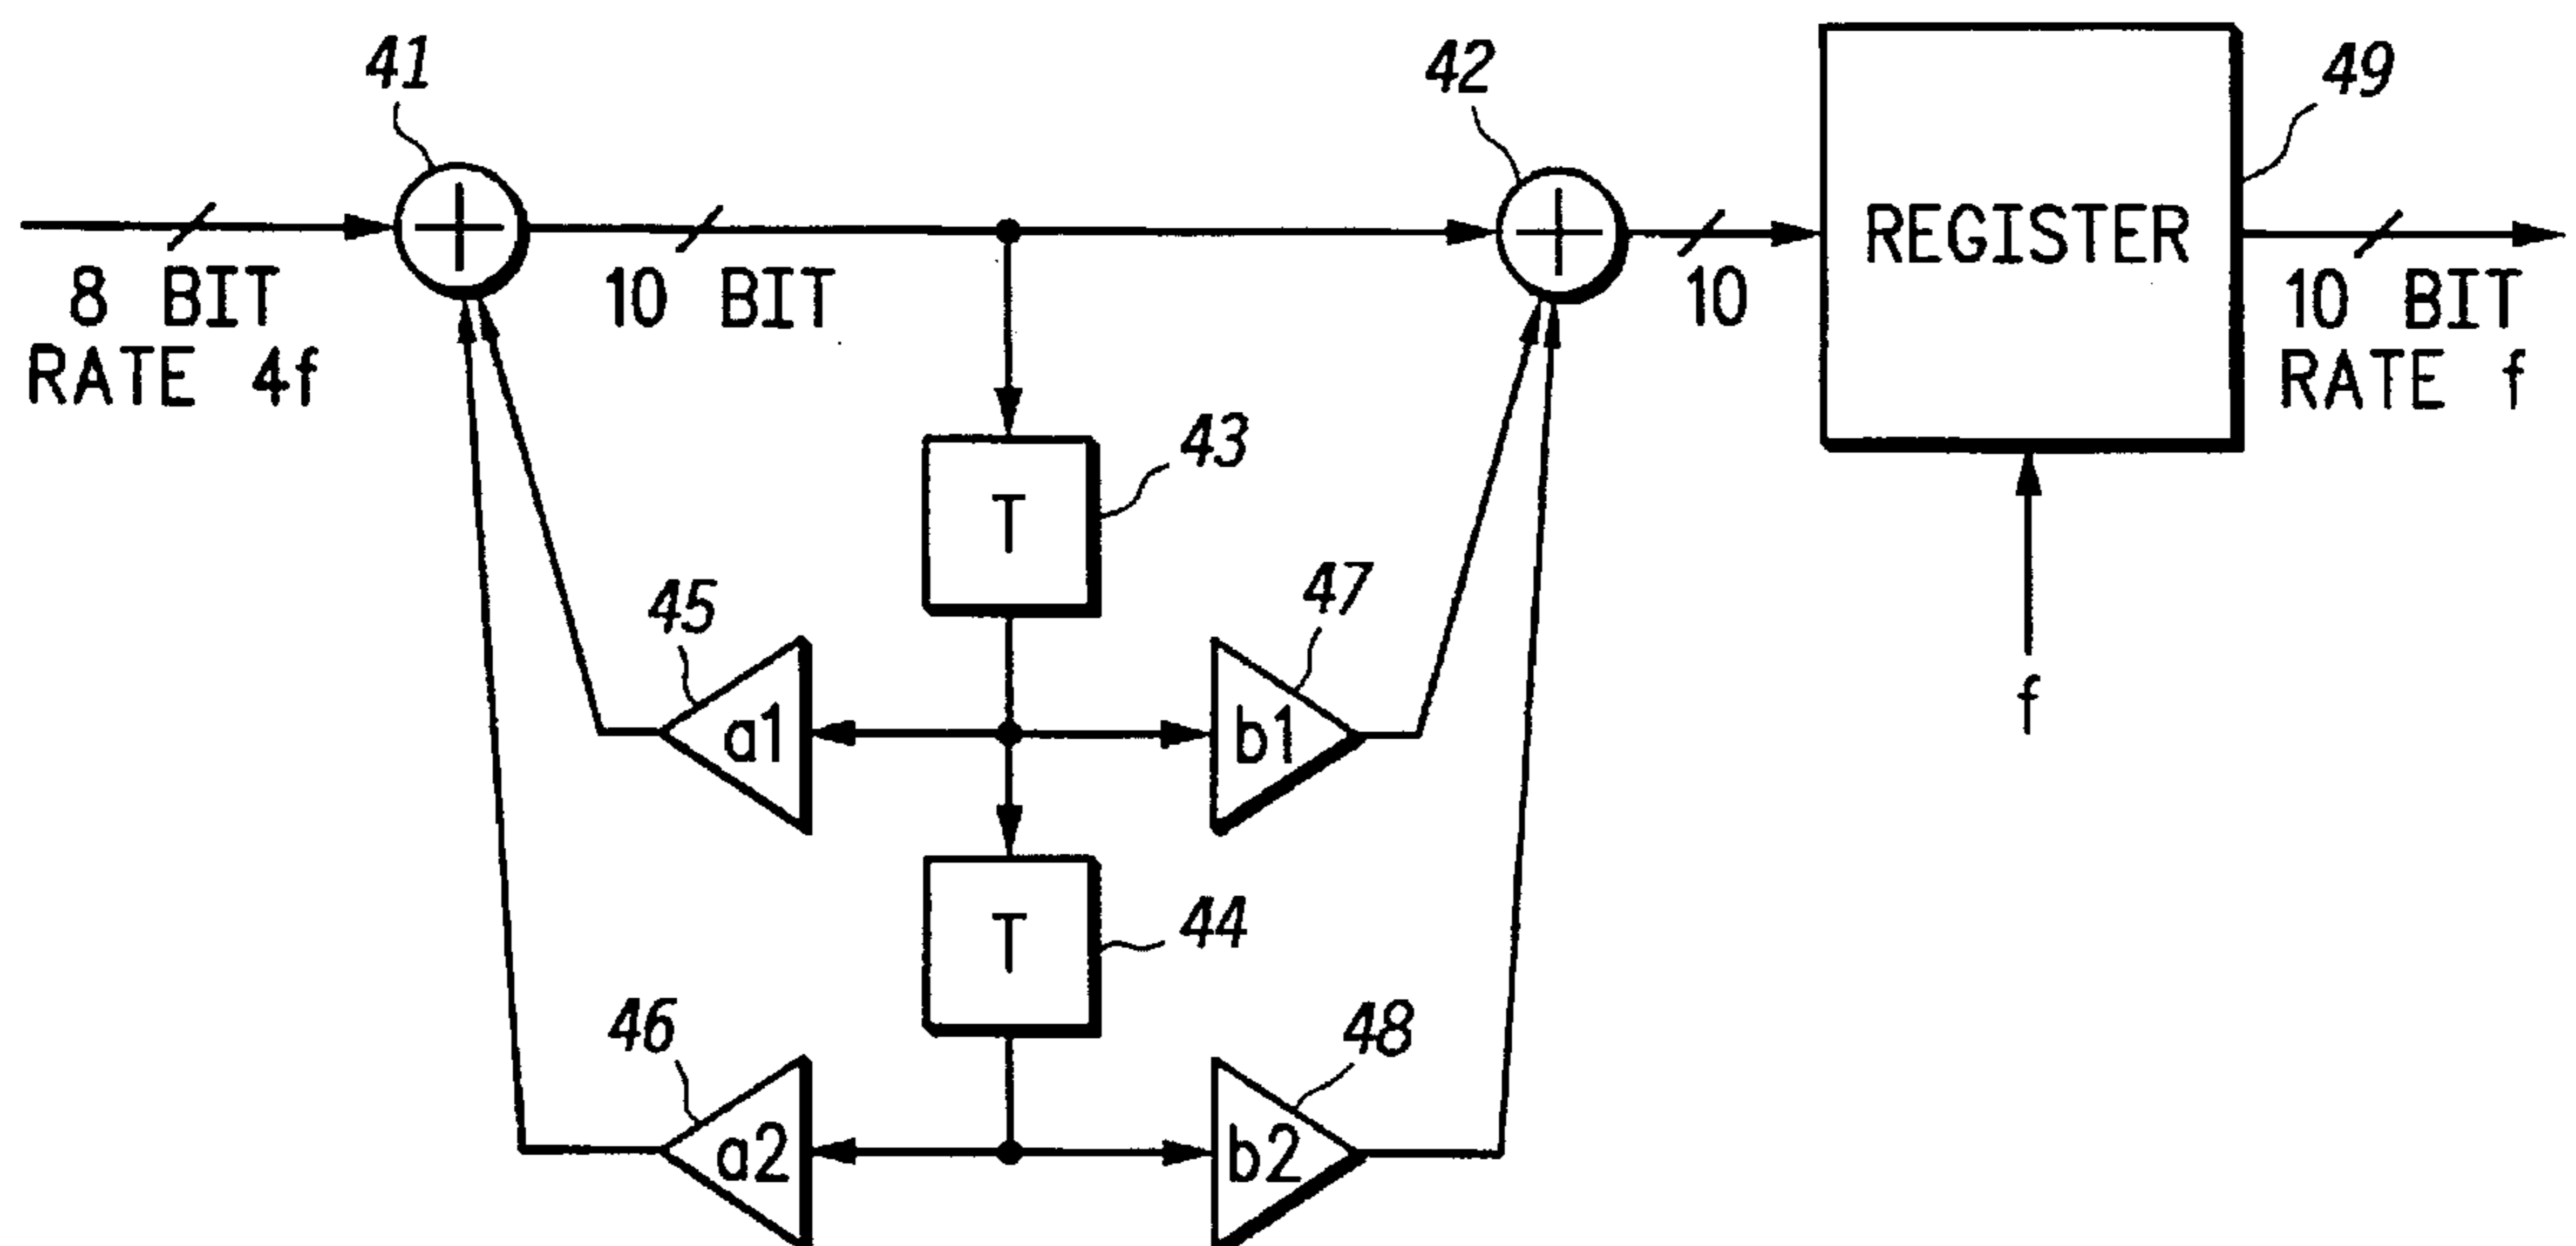 41
42
49
8 BIT
RATE 4f
10 BIT
10
REGISTER
10 BIT
RATE f
43
T
f
45
47
a1
b1
T
44
46
48
a2
b2